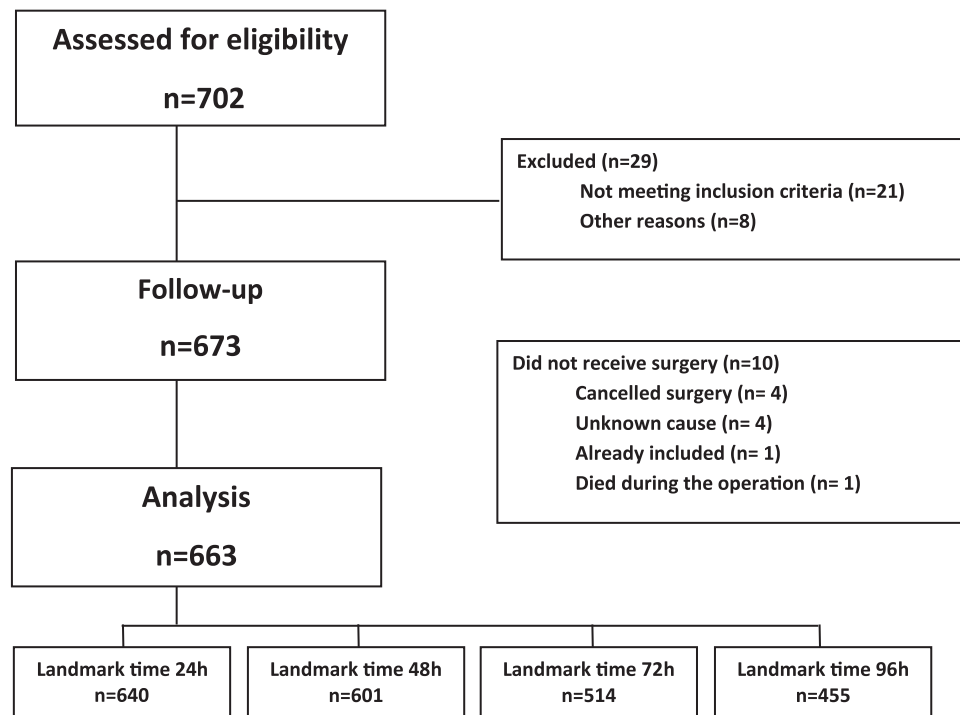 Assessed for eligibility
n=702
Excluded (n=29)
Not meeting inclusion criteria (n=21)
Other reasons (n=8)
Follow-up
n=673
Did not receive surgery (n=10)
Cancelled surgery (n= 4)
Unknown cause (n= 4)
Already included (n= 1)
Died during the operation (n= 1)
Analysis
n=663
Landmark time 24h
n=640
Landmark time 48h
n=601
Landmark time 72h
n=514
Landmark time 96h
n=455